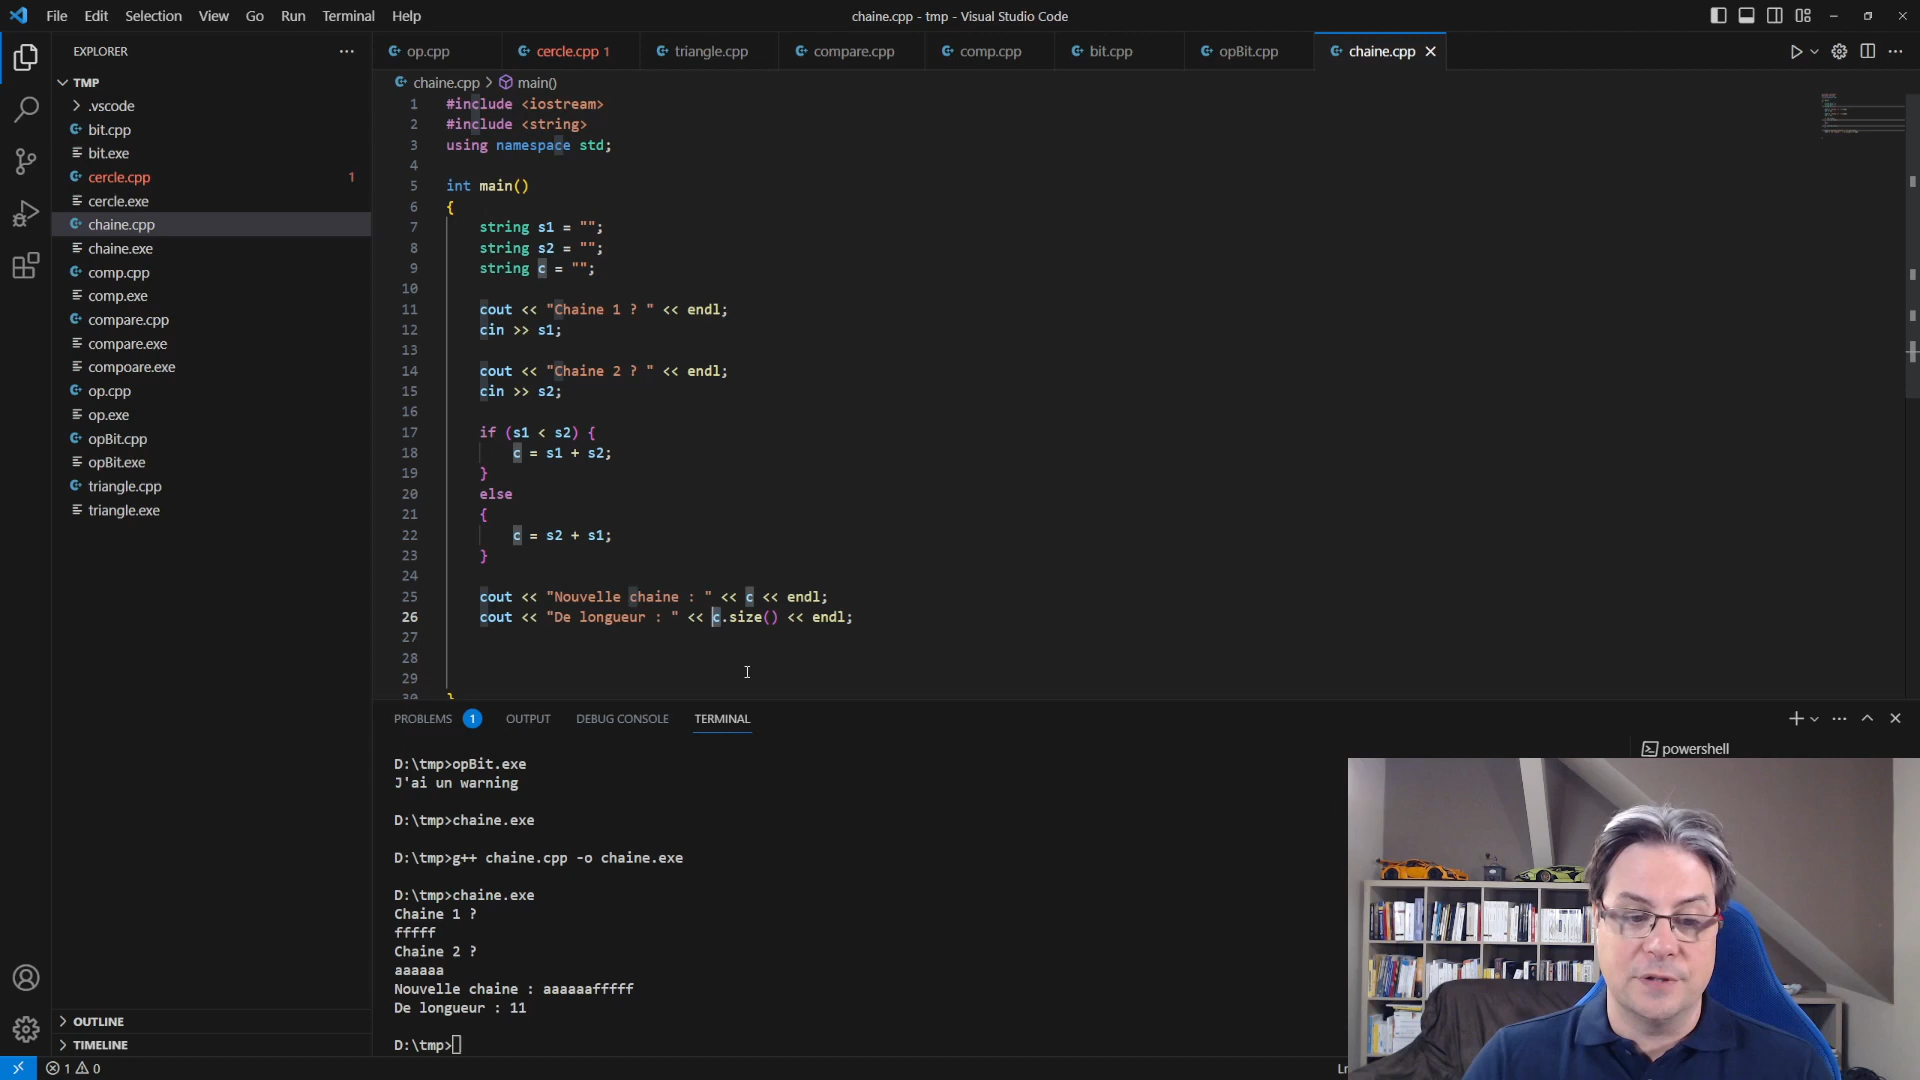 File Edit Selection View Go Run Terminal Help
chaine.cpp - tmp - Visual Studio Code
EXPLORER
TMP
.vscode
bit.cpp
bit.exe
cercle.cpp 1
cercle.exe
chaine.cpp
chaine.exe
comp.cpp
comp.exe
compare.cpp
compare.exe
compoare.exe
op.cpp
op.exe
opBit.cpp
opBit.exe
triangle.cpp
triangle.exe
OUTLINE
TIMELINE
op.cpp cercle.cpp 1 triangle.cpp compare.cpp comp.cpp bit.cpp opBit.cpp chaine.cpp
chaine.cpp > main()
1 #include <iostream>
2 #include <string>
3 using namespace std;
4
5 int main()
6 {
7 string s1 = "";
8 string s2 = "";
9 string c = "";
10
11 cout << "Chaine 1 ? " << endl;
12 cin >> s1;
13
14 cout << "Chaine 2 ? " << endl;
15 cin >> s2;
16
17 if (s1 < s2) {
18 c = s1 + s2;
19 }
20 else
21 {
22 c = s2 + s1;
23 }
24
25 cout << "Nouvelle chaine : " << c << endl;
26 cout << "De longueur : " << c.size() << endl;
27
28
29
30 }
PROBLEMS 1 OUTPUT DEBUG CONSOLE TERMINAL
powershell
D:\tmp>opBit.exe
J'ai un warning
D:\tmp>chaine.exe
D:\tmp>g++ chaine.cpp -o chaine.exe
D:\tmp>chaine.exe
Chaine 1 ?
fffff
Chaine 2 ?
aaaaaa
Nouvelle chaine : aaaaaafffff
De longueur : 11
D:\tmp>
1 0